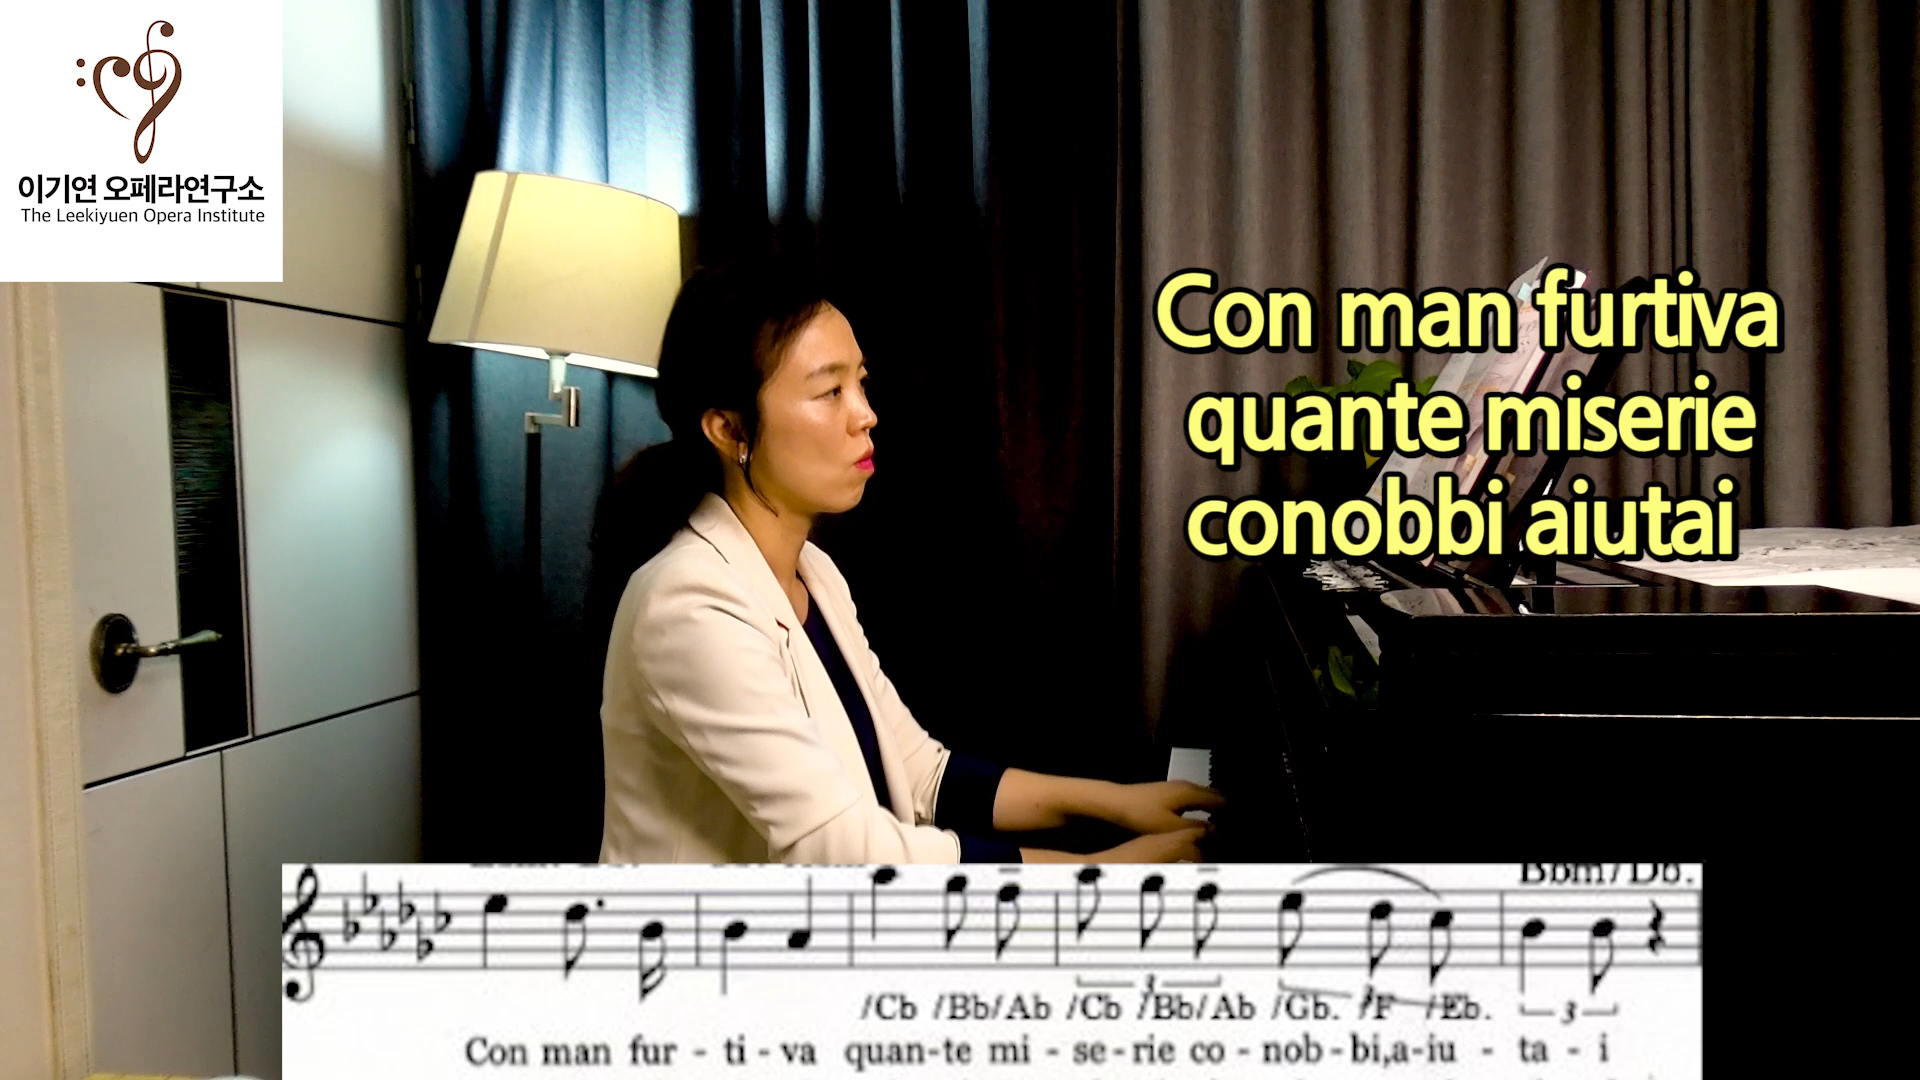 이기연 오페라연구소
The Leekiyuen Opera Institute
Con man furtiva
quante miserie
conobbi aiutai
Bbm/Db.
/Cb /Bb/Ab /Cb /Bb/Ab /Gb. /F /Eb.
3 3 3
Con man fur - ti - va quan-te mi - se-rie co - nob-bi,a-iu - ta - i